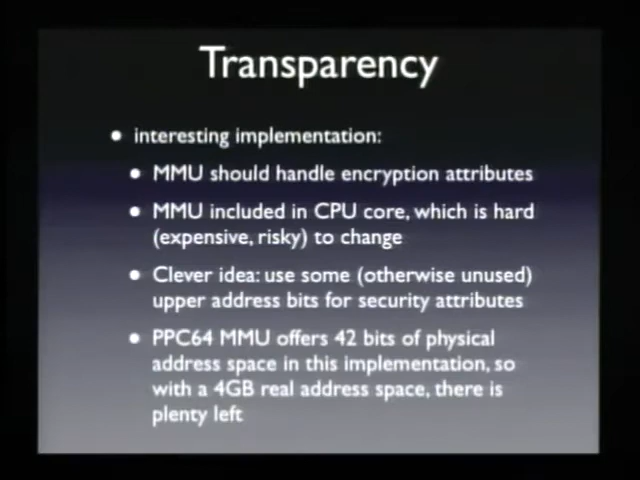 Transparency
• interesting implementation:
• MMU should handle encryption attributes
• MMU included in CPU core, which is hard
(expensive, risky) to change
• Clever idea: use some (otherwise unused)
upper address bits for security attributes
• PPC64 MMU offers 42 bits of physical
address space in this implementation, so
with a 4GB real address space, there is
plenty left